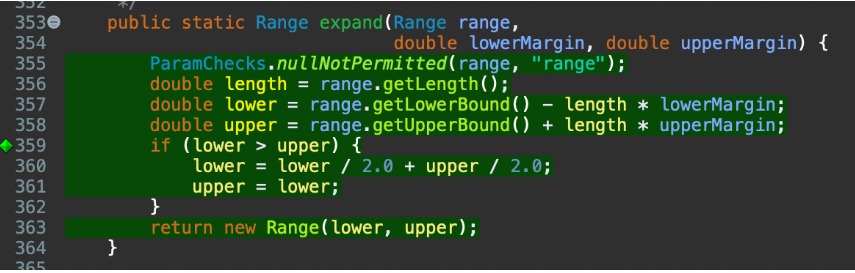 352 */
353 public static Range expand(Range range,
354 double lowerMargin, double upperMargin) {
355 ParamChecks.nullNotPermitted(range, "range");
356 double length = range.getLength();
357 double lower = range.getLowerBound() - length * lowerMargin;
358 double upper = range.getUpperBound() + length * upperMargin;
359 if (lower > upper) {
360 lower = lower / 2.0 + upper / 2.0;
361 upper = lower;
362 }
363 return new Range(lower, upper);
364 }
365